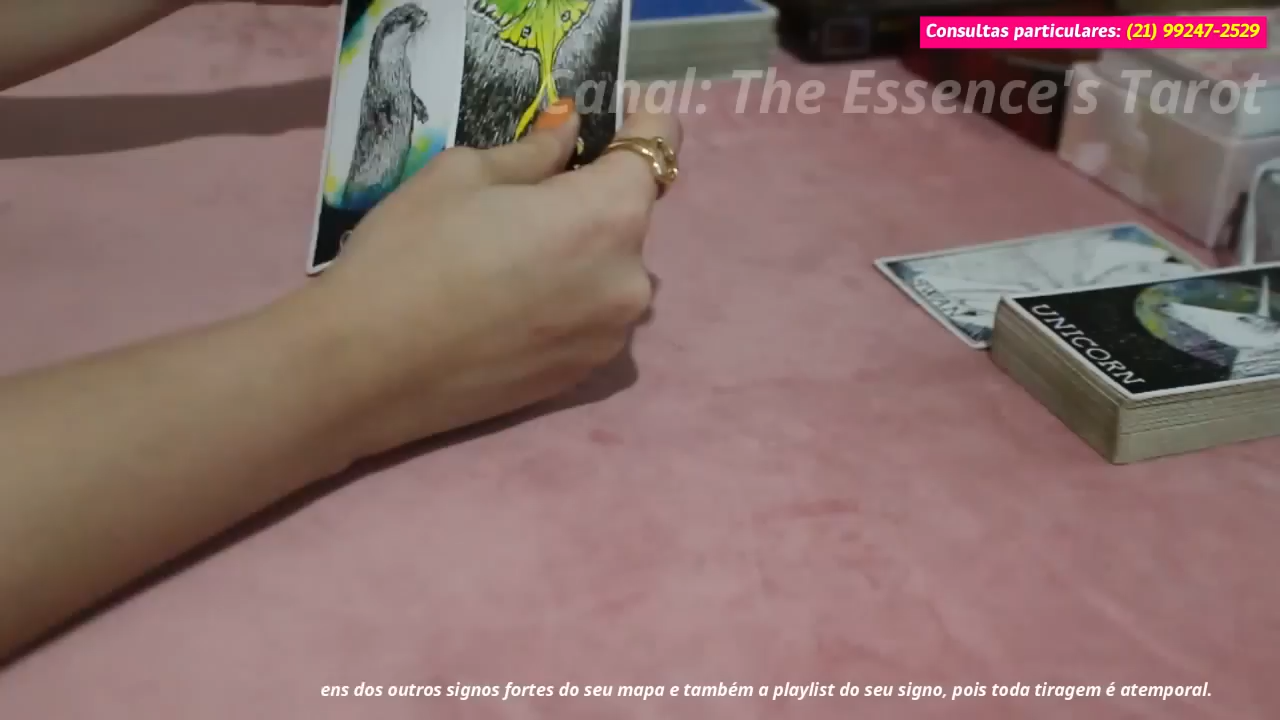 Consultas particulares: (21) 99247-2529
Canal: The Essence's Tarot
SWAN
UNICORN
ens dos outros signos fortes do seu mapa e também a playlist do seu signo, pois toda tiragem é atemporal.